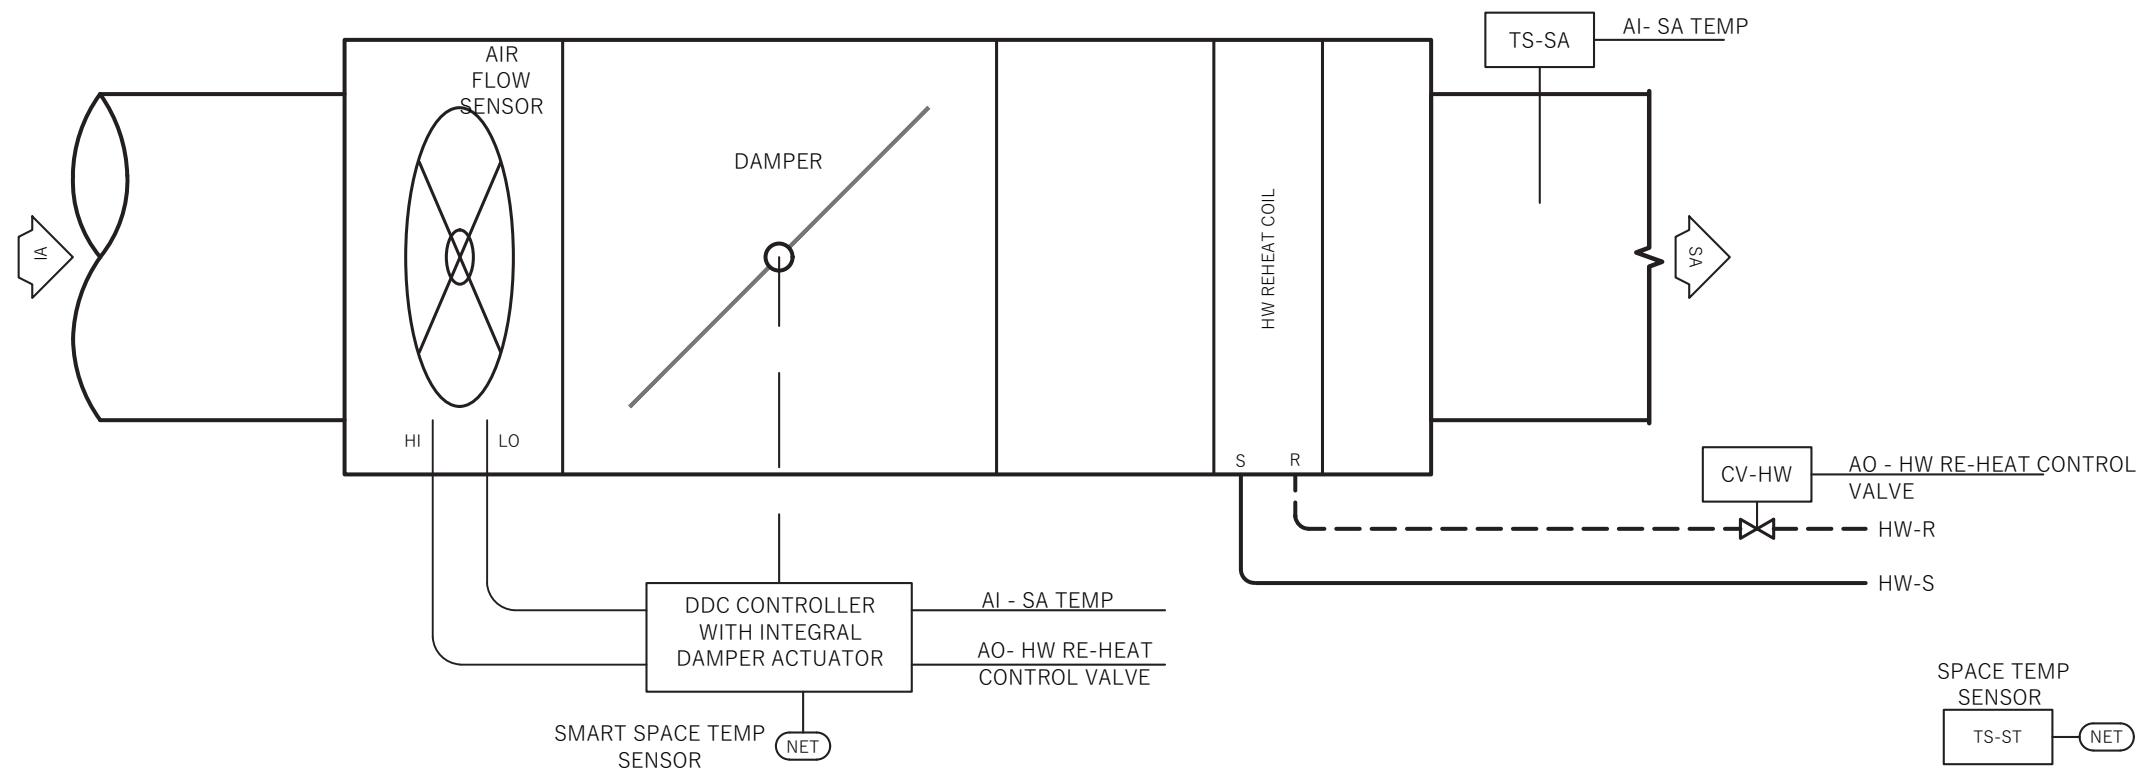 TS-SA
AI- SA TEMP
AIR
FLOW
SENSOR
DAMPER
HW REHEAT COIL
IA
SA
HI
LO
S
R
CV-HW
AO - HW RE-HEAT CONTROL
VALVE
HW-R
HW-S
DDC CONTROLLER
WITH INTEGRAL
DAMPER ACTUATOR
AI - SA TEMP
AO- HW RE-HEAT
CONTROL VALVE
SMART SPACE TEMP
SENSOR
NET
SPACE TEMP
SENSOR
TS-ST
NET